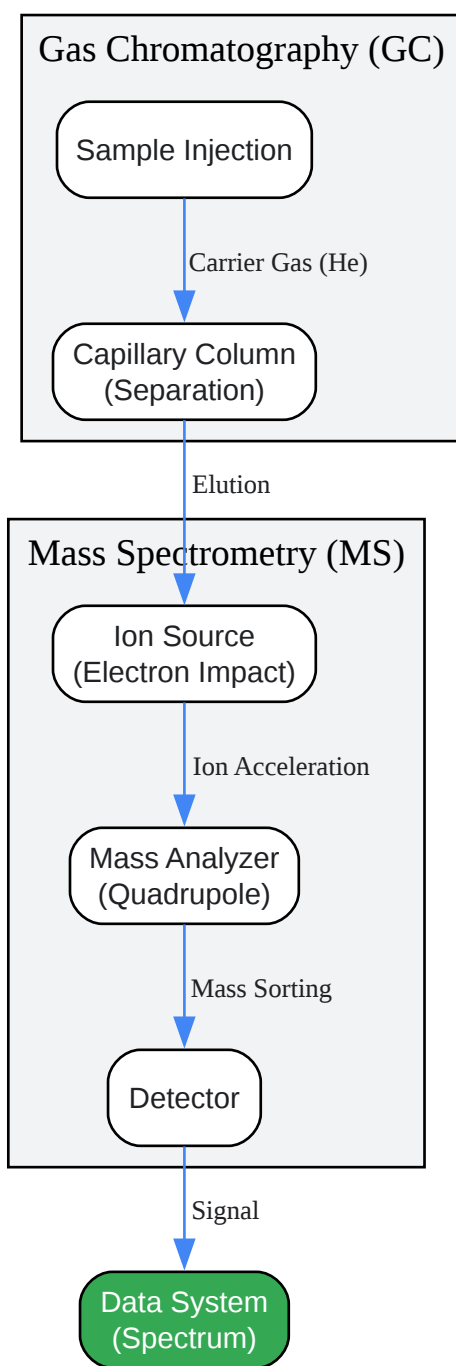 Gas Chromatography (GC)
Sample Injection
Carrier Gas (He)
Capillary Column
(Separation)
Elution
Mass Spectrometry (MS)
Ion Source
(Electron Impact)
Ion Acceleration
Mass Analyzer
(Quadrupole)
Mass Sorting
Detector
Signal
Data System
(Spectrum)